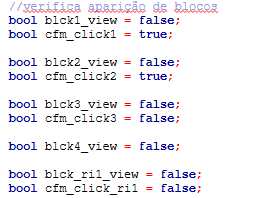 //verifica aparição de blocos
bool blck1_view = false;
bool cfm_click1 = true;
bool blck2_view = false;
bool cfm_click2 = true;
bool blck3_view = false;
bool cfm_click3 = false;
bool blck4_view = false;
bool blck_ri1_view = false;
bool cfm_click_ri1 = false;